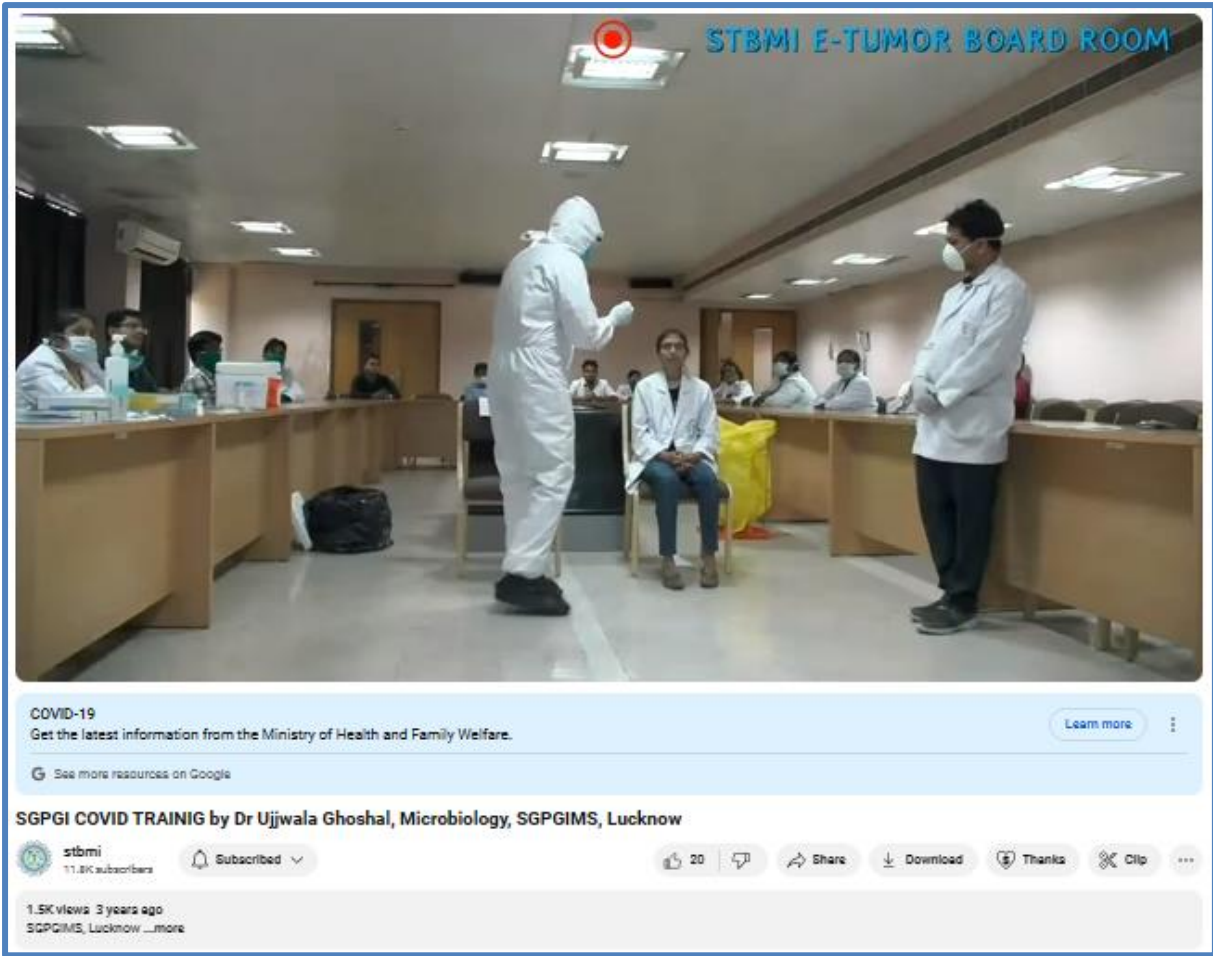 STBMI E-TUMOR BOARD ROOM
COVID-19
Get the latest information from the Ministry of Health and Family Welfare.
Learn more
See more resources on Google
SGPGI COVID TRAINIG by Dr Ujjwala Ghoshal, Microbiology, SGPGIMS, Lucknow
stbmi
11.8K subscribers
Subscribed
20
Share
Download
Thanks
Clip
1.5K views 3 years ago
SGPGIMS, Lucknow ...more